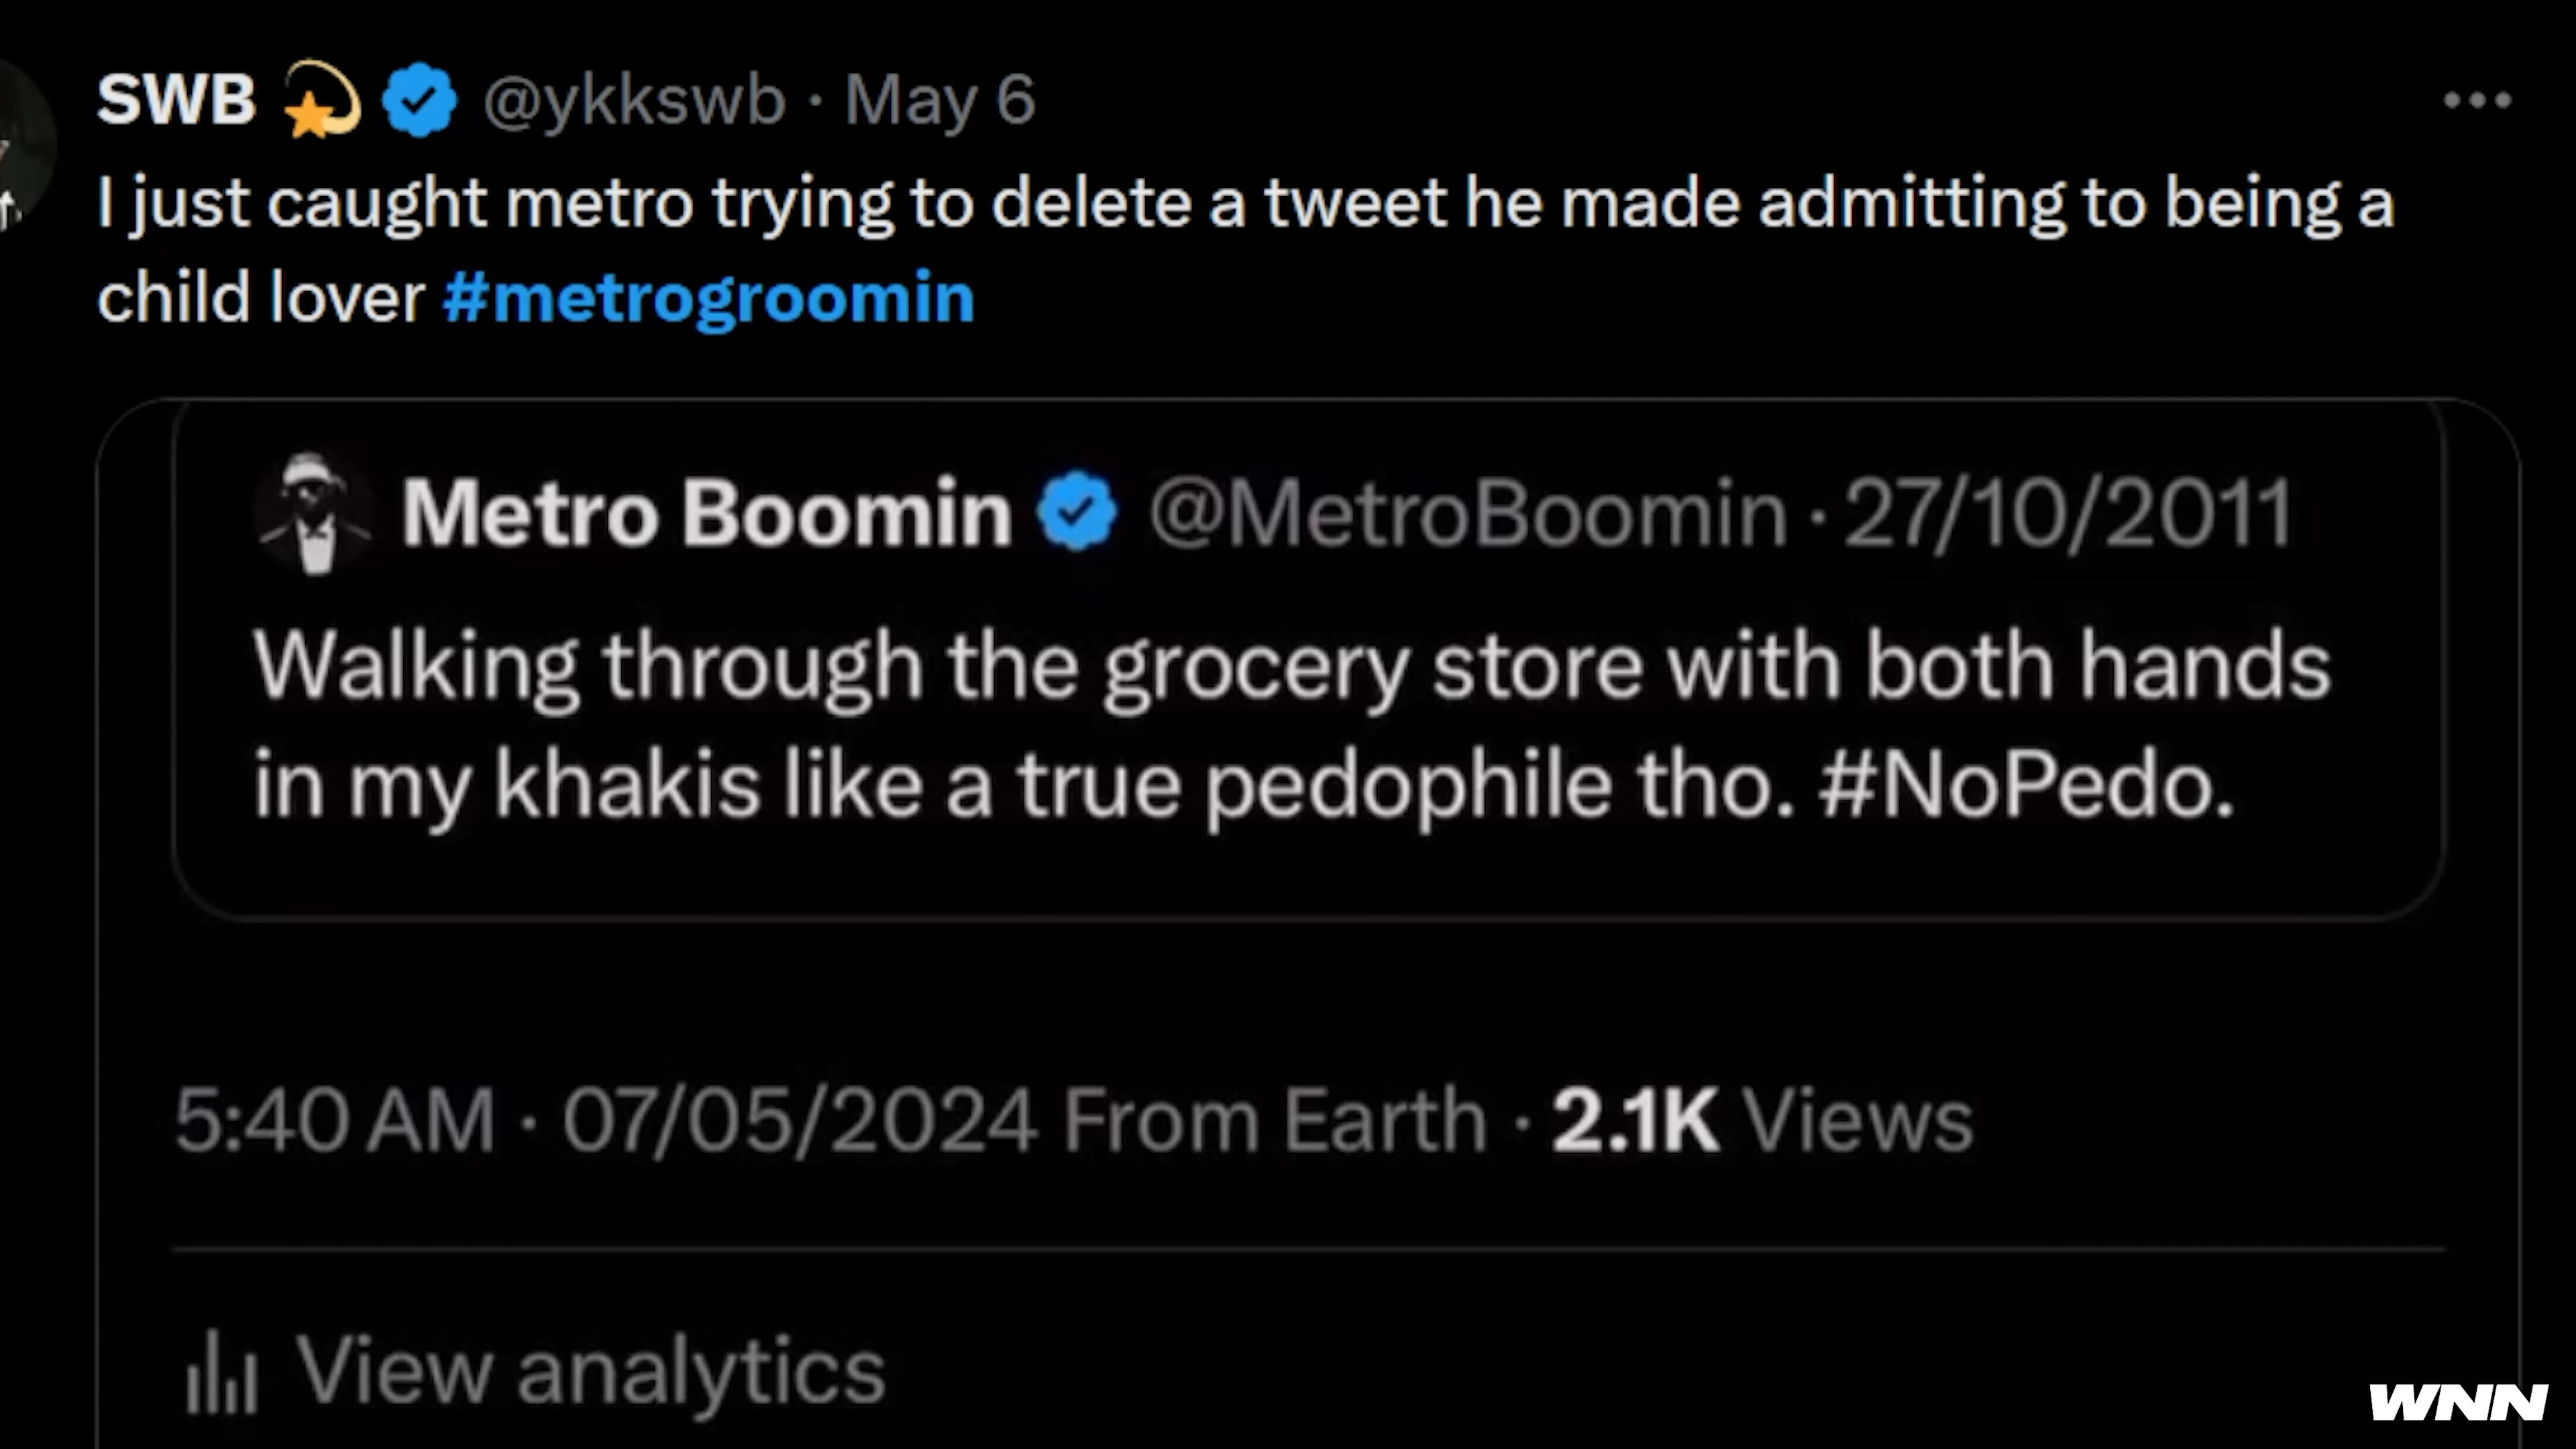 SWB 💫 @ykkswb · May 6
I just caught metro trying to delete a tweet he made admitting to being a
child lover #metrogroomin
Metro Boomin @MetroBoomin · 27/10/2011
Walking through the grocery store with both hands
in my khakis like a true pedophile tho. #NoPedo.
5:40 AM · 07/05/2024 From Earth · 2.1K Views
View analytics
WNN